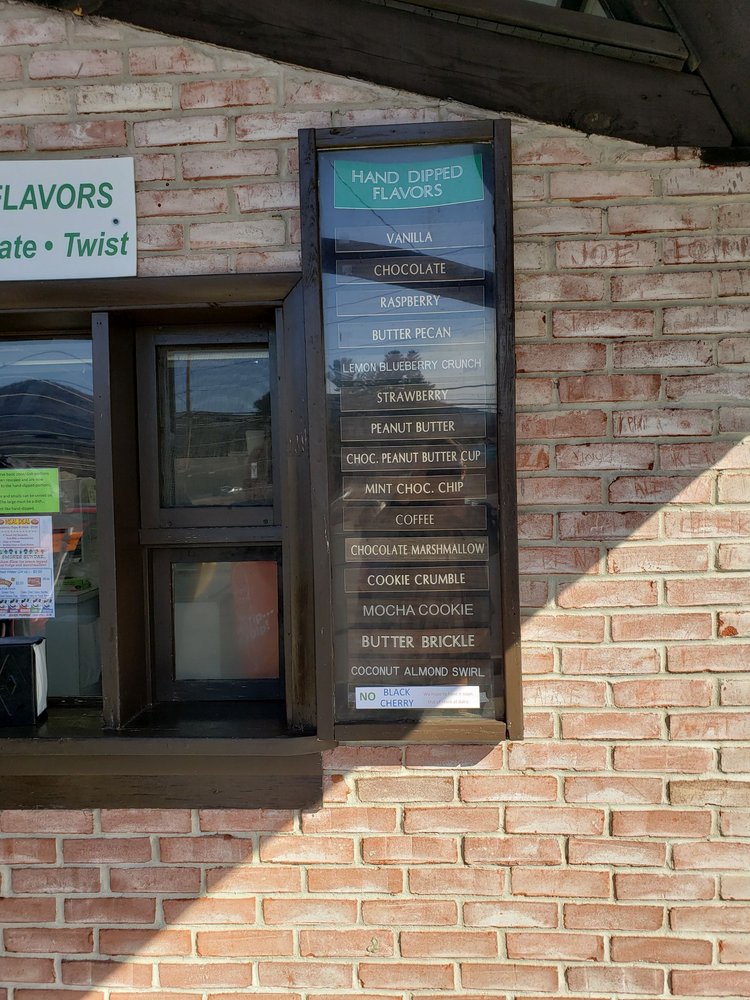 FLAVORS
ate • Twist
HAND DIPPED
FLAVORS
VANILLA
CHOCOLATE
RASPBERRY
BUTTER PECAN
LEMON BLUEBERRY CRUNCH
STRAWBERRY
PEANUT BUTTER
CHOC. PEANUT BUTTER CUP
MINT CHOC. CHIP
COFFEE
CHOCOLATE MARSHMALLOW
COOKIE CRUMBLE
MOCHA COOKIE
BUTTER BRICKLE
COCONUT ALMOND SWIRL
NO BLACK
CHERRY
JOE